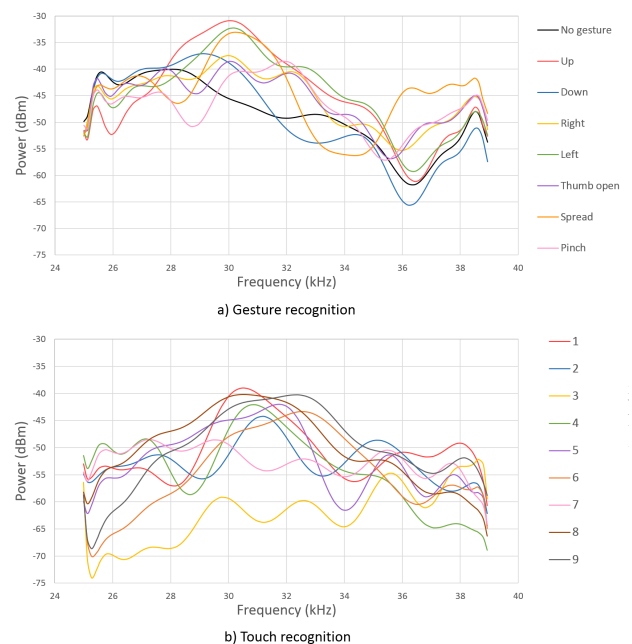 -30
-35
-40
-45
-50
-55
-60
-65
-70
-75
Power (dBm)
24 26 28 30 32 34 36 38 40
Frequency (kHz)
No gesture
Up
Down
Right
Left
Thumb open
Spread
Pinch
a) Gesture recognition
-30
-35
-40
-45
-50
-55
-60
-65
-70
-75
Power (dBm)
24 26 28 30 32 34 36 38 40
Frequency (kHz)
1
2
3
4
5
6
7
8
9
b) Touch recognition